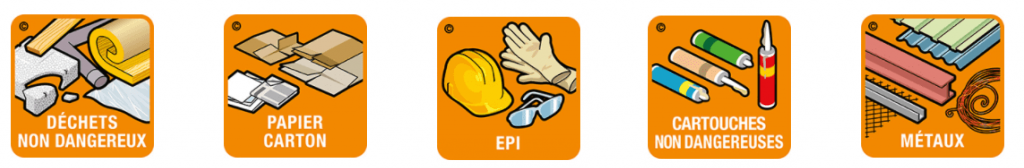 ©
DÉCHETS
NON DANGEREUX
©
PAPIER
CARTON
©
EPI
©
CARTOUCHES
NON DANGEREUSES
©
MÉTAUX